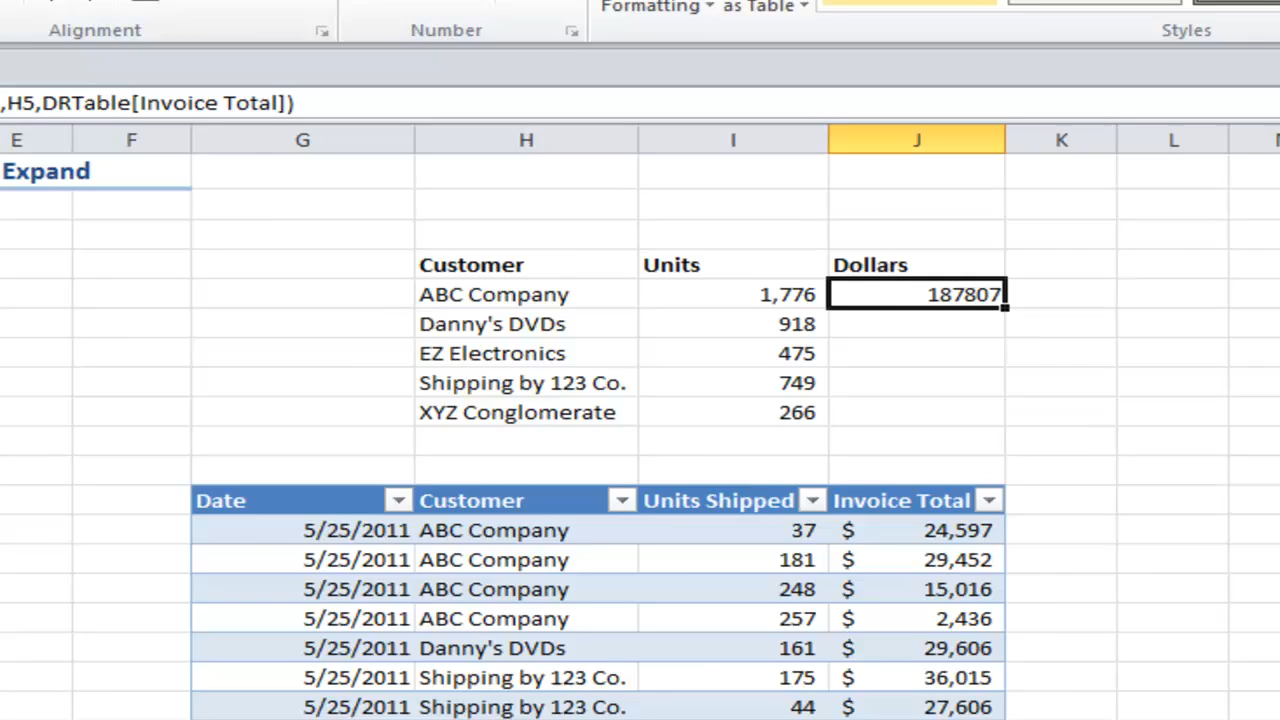 Formatting as Table
Alignment Number Styles
,H5,DRTable[Invoice Total])
E F G H I J K L
Expand
Customer Units Dollars
ABC Company 1,776 187807
Danny's DVDs 918
EZ Electronics 475
Shipping by 123 Co. 749
XYZ Conglomerate 266
Date Customer Units Shipped Invoice Total
5/25/2011 ABC Company 37 $ 24,597
5/25/2011 ABC Company 181 $ 29,452
5/25/2011 ABC Company 248 $ 15,016
5/25/2011 ABC Company 257 $ 2,436
5/25/2011 Danny's DVDs 161 $ 29,606
5/25/2011 Shipping by 123 Co. 175 $ 36,015
5/25/2011 Shipping by 123 Co. 44 $ 27,606